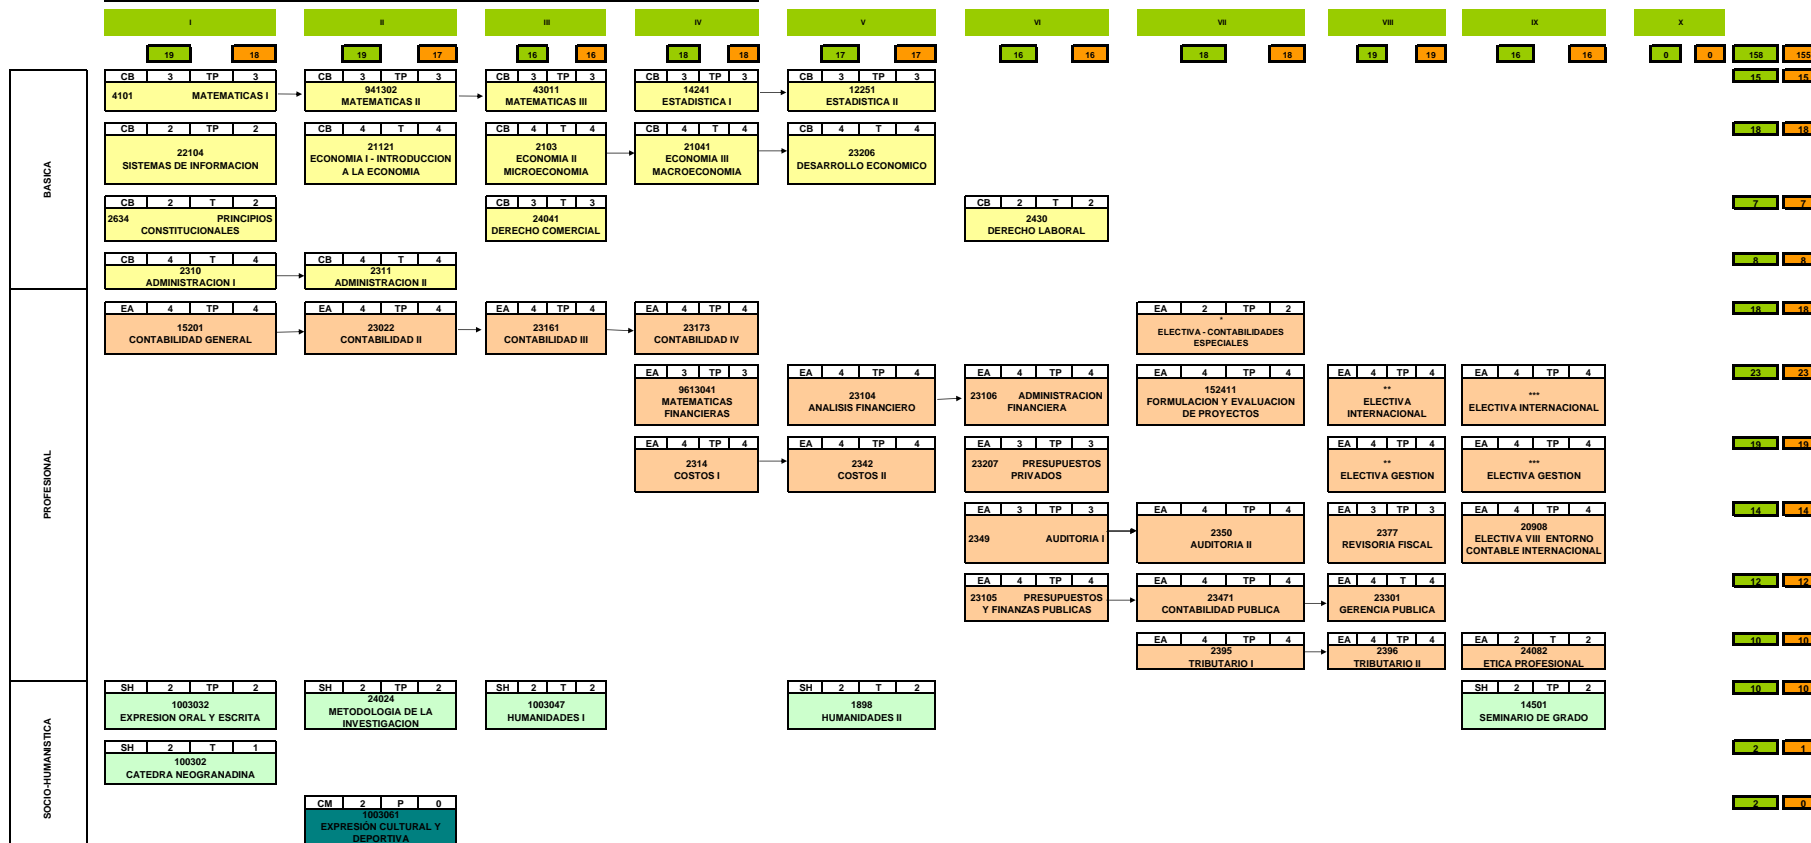 I II III IV V VI VII VIII IX X
19 18 19 17 16 16 18 18 17 17 16 16 18 18 19 19 16 16 0 0 158 155
CB 3 TP 3 CB 3 TP 3 CB 3 TP 3 CB 3 TP 3 CB 3 TP 3 15 15
4101 MATEMATICAS I
941302
MATEMATICAS II
43011
MATEMATICAS III
14241
ESTADISTICA I
12251
ESTADISTICA II
BASICA
CB 2 TP 2 CB 4 T 4 CB 4 T 4 CB 4 T 4 CB 4 T 4 18 18
22104
SISTEMAS DE INFORMACION
21121
ECONOMIA I - INTRODUCCION
A LA ECONOMIA
2103
ECONOMIA II
MICROECONOMIA
21041
ECONOMIA III
MACROECONOMIA
23206
DESARROLLO ECONOMICO
CB 2 T 2 CB 3 T 3 CB 2 T 2 7 7
2634 PRINCIPIOS
CONSTITUCIONALES
24041
DERECHO COMERCIAL
2430
DERECHO LABORAL
CB 4 T 4 CB 4 T 4 8 8
2310
ADMINISTRACION I
2311
ADMINISTRACION II
PROFESIONAL
EA 4 TP 4 EA 4 TP 4 EA 4 TP 4 EA 4 TP 4 EA 2 TP 2 18 18
15201
CONTABILIDAD GENERAL
23022
CONTABILIDAD II
23161
CONTABILIDAD III
23173
CONTABILIDAD IV
*
ELECTIVA - CONTABILIDADES
ESPECIALES
EA 3 TP 3 EA 4 TP 4 EA 4 TP 4 EA 4 TP 4 EA 4 TP 4 EA 4 TP 4 23 23
9613041
MATEMATICAS
FINANCIERAS
23104
ANALISIS FINANCIERO
23106 ADMINISTRACION
FINANCIERA
152411
FORMULACION Y EVALUACION
DE PROYECTOS
**
ELECTIVA
INTERNACIONAL
***
ELECTIVA INTERNACIONAL
EA 4 TP 4 EA 4 TP 4 EA 3 TP 3 EA 4 TP 4 EA 4 TP 4 19 19
2314
COSTOS I
2342
COSTOS II
23207 PRESUPUESTOS
PRIVADOS
**
ELECTIVA GESTION
***
ELECTIVA GESTION
EA 3 TP 3 EA 4 TP 4 EA 3 TP 3 EA 4 TP 4 14 14
2349 AUDITORIA I
2350
AUDITORIA II
2377
REVISORIA FISCAL
20908
ELECTIVA VIII ENTORNO
CONTABLE INTERNACIONAL
EA 4 TP 4 EA 4 TP 4 EA 4 T 4 12 12
23105 PRESUPUESTOS
Y FINANZAS PUBLICAS
23471
CONTABILIDAD PUBLICA
23301
GERENCIA PUBLICA
EA 4 TP 4 EA 4 TP 4 EA 2 T 2 10 10
2395
TRIBUTARIO I
2396
TRIBUTARIO II
24082
ETICA PROFESIONAL
SOCIO-HUMANISTICA
SH 2 TP 2 SH 2 TP 2 SH 2 T 2 SH 2 T 2 SH 2 TP 2 10 10
1003032
EXPRESION ORAL Y ESCRITA
24024
METODOLOGIA DE LA
INVESTIGACION
1003047
HUMANIDADES I
1898
HUMANIDADES II
14501
SEMINARIO DE GRADO
SH 2 T 1 2 1
100302
CATEDRA NEOGRANADINA
CM 2 P 0 2 0
1003061
EXPRESIÓN CULTURAL Y
DEPORTIVA